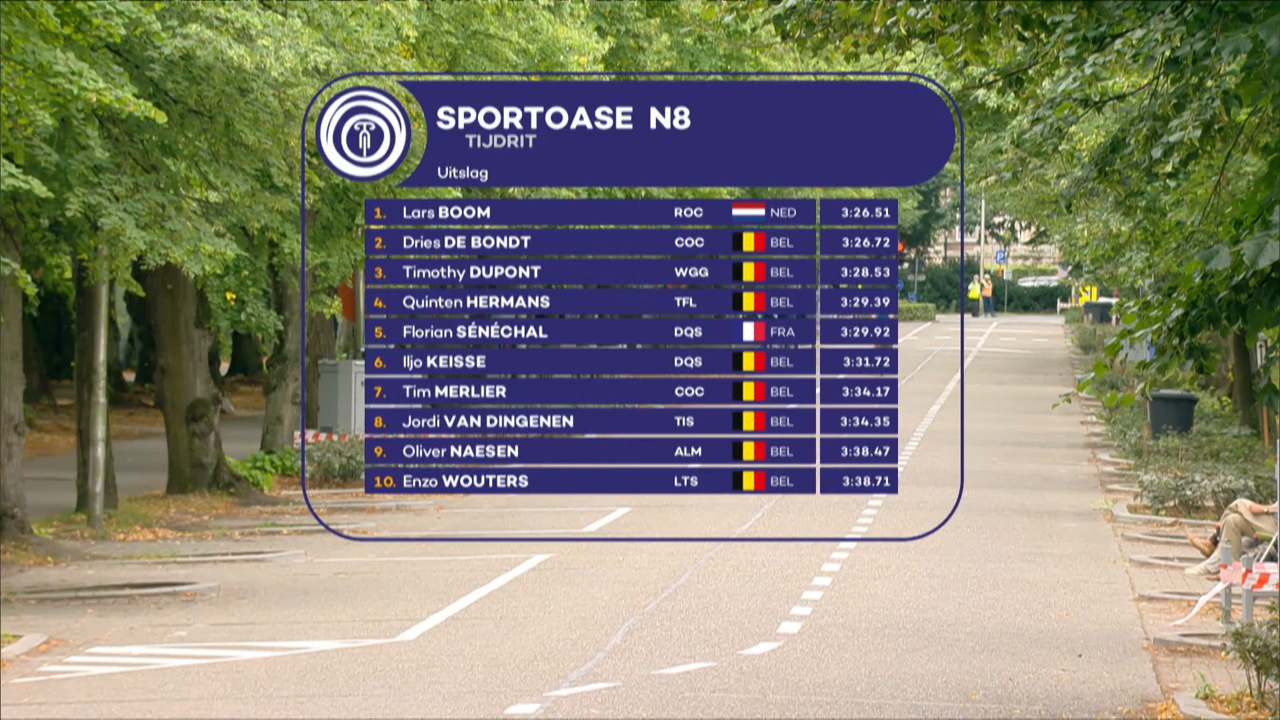 SPORTOASE N8
TIJDRIT
Uitslag
1. Lars BOOM ROC NED 3:26.51
2. Dries DE BONDT COC BEL 3:26.72
3. Timothy DUPONT WGG BEL 3:28.53
4. Quinten HERMANS TFL BEL 3:29.39
5. Florian SÉNÉCHAL DQS FRA 3:29.92
6. Iljo KEISSE DQS BEL 3:31.72
7. Tim MERLIER COC BEL 3:34.17
8. Jordi VAN DINGENEN TIS BEL 3:34.35
9. Oliver NAESEN ALM BEL 3:38.47
10. Enzo WOUTERS LTS BEL 3:38.71